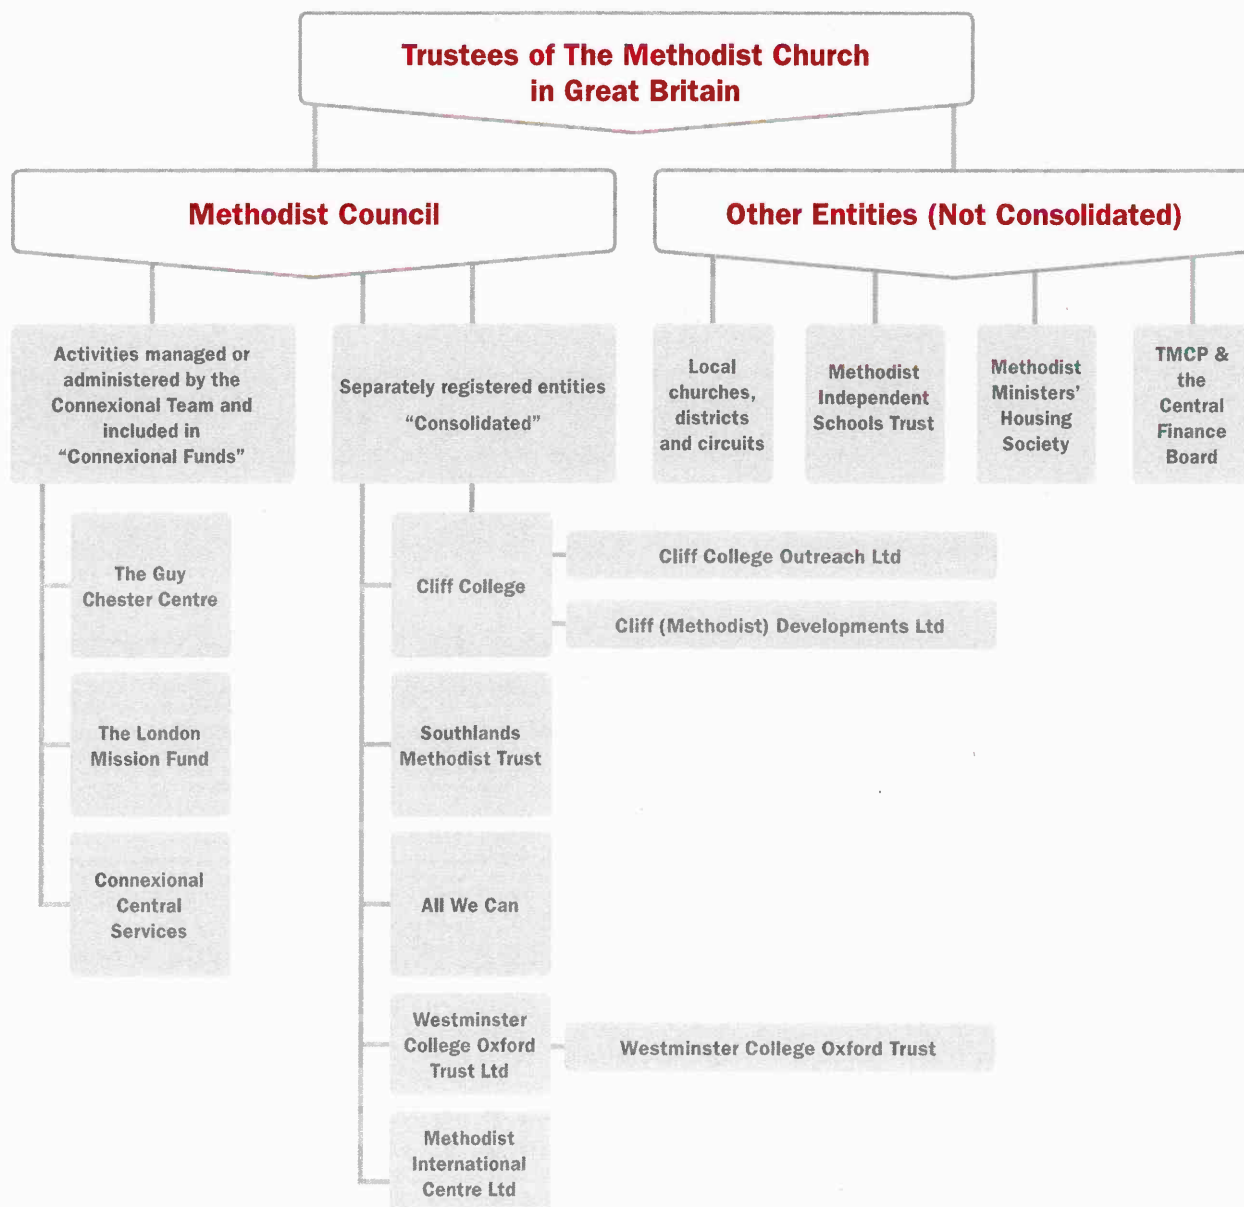 Trustees of The Methodist Church
in Great Britain
Methodist Council
Other Entities (Not Consolidated)
Activities managed or
administered by the
Connexional Team and
included in
“Connexional Funds”
Separately registered entities
“Consolidated”
Local
churches,
districts
and circuits
Methodist
Independent
Schools Trust
Methodist
Ministers’
Housing
Society
TMCP &
the
Central
Finance
Board
The Guy
Chester Centre
The London
Mission Fund
Connexional
Central
Services
Cliff College
Cliff College Outreach Ltd
Cliff (Methodist) Developments Ltd
Southlands
Methodist Trust
All We Can
Westminster
College Oxford
Trust Ltd
Westminster College Oxford Trust
Methodist
International
Centre Ltd